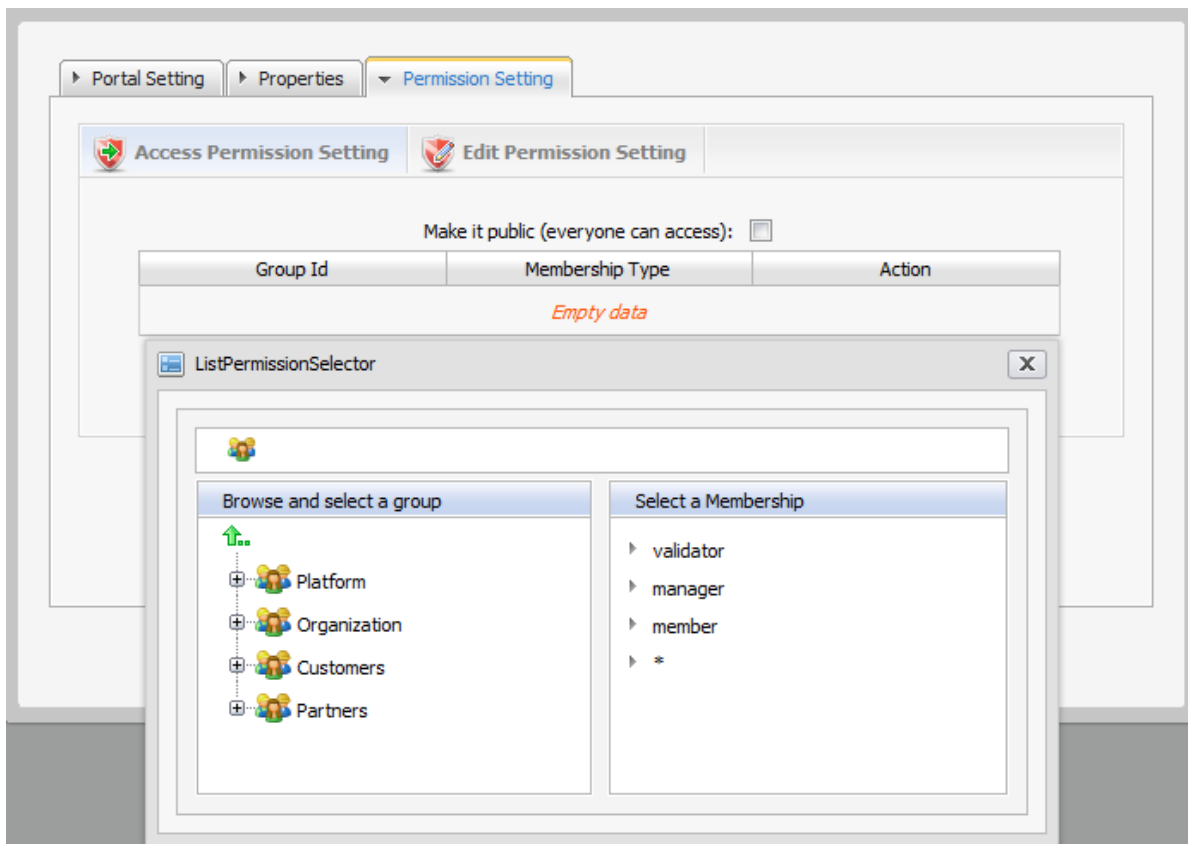 Portal Setting Properties Permission Setting
Access Permission Setting Edit Permission Setting
Make it public (everyone can access):
Group Id Membership Type Action
Empty data
ListPermissionSelector
Browse and select a group
Platform
Organization
Customers
Partners
Select a Membership
validator
manager
member
*